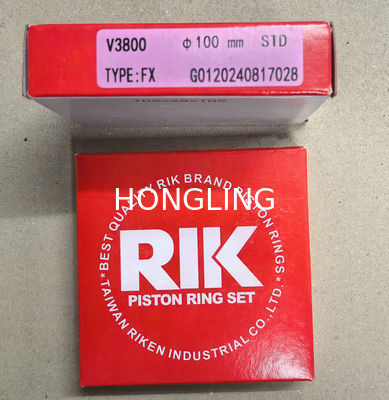 V3800 Φ100 mm STD
TYPE:FX G0120240817028
HONGLING
*BEST QUALITY RIK BRAND PISTON RINGS*
RIK
PISTON RING SET
TAIWAN RIKEN INDUSTRIAL CO.,LTD.